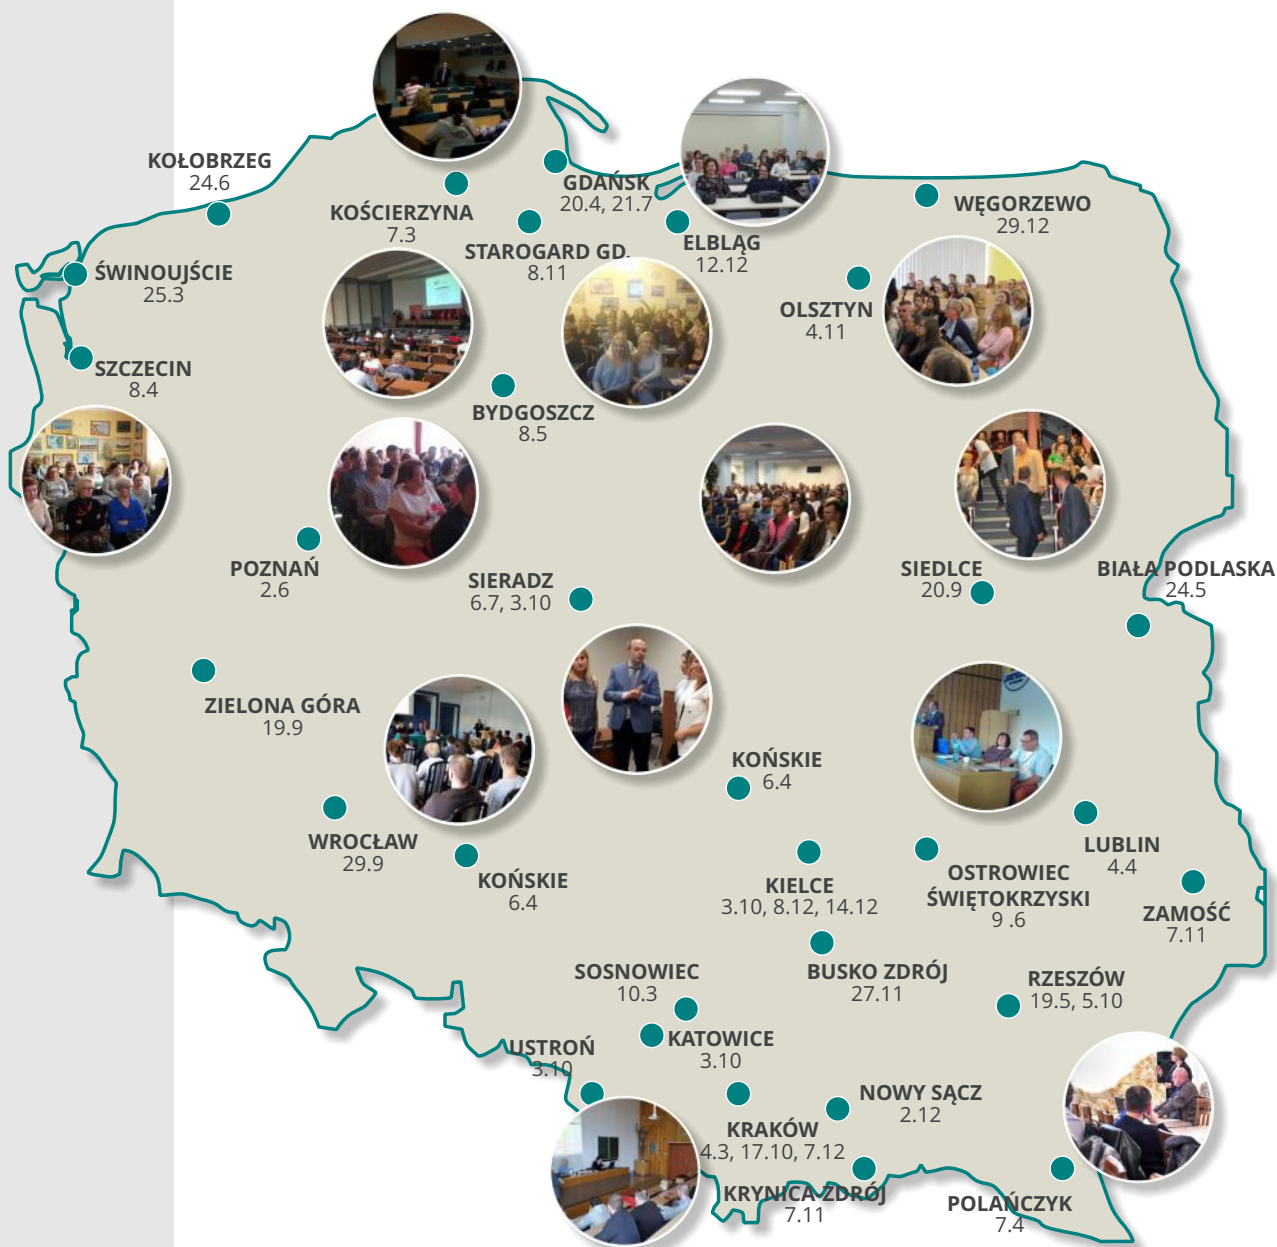 KOŁOBRZEG
24.6
GDAŃSK
20.4, 21.7
KOŚCIERZYNA
7.3
WĘGORZEWO
29.12
STAROGARD GD.
8.11
ELBLĄG
12.12
ŚWINOUJŚCIE
25.3
OLSZTYN
4.11
SZCZECIN
8.4
BYDGOSZCZ
8.5
POZNAŃ
2.6
SIERADZ
6.7, 3.10
SIEDLCE
20.9
BIAŁA PODLASKA
24.5
ZIELONA GÓRA
19.9
KOŃSKIE
6.4
WROCŁAW
29.9
KOŃSKIE
6.4
KIELCE
3.10, 8.12, 14.12
OSTROWIEC
ŚWIĘTOKRZYSKI
9 .6
LUBLIN
4.4
ZAMOŚĆ
7.11
SOSNOWIEC
10.3
BUSKO ZDRÓJ
27.11
RZESZÓW
19.5, 5.10
USTROŃ
3.10
KATOWICE
3.10
NOWY SĄCZ
2.12
KRAKÓW
4.3, 17.10, 7.12
KRYNICA ZDRÓJ
7.11
POLAŃCZYK
7.4